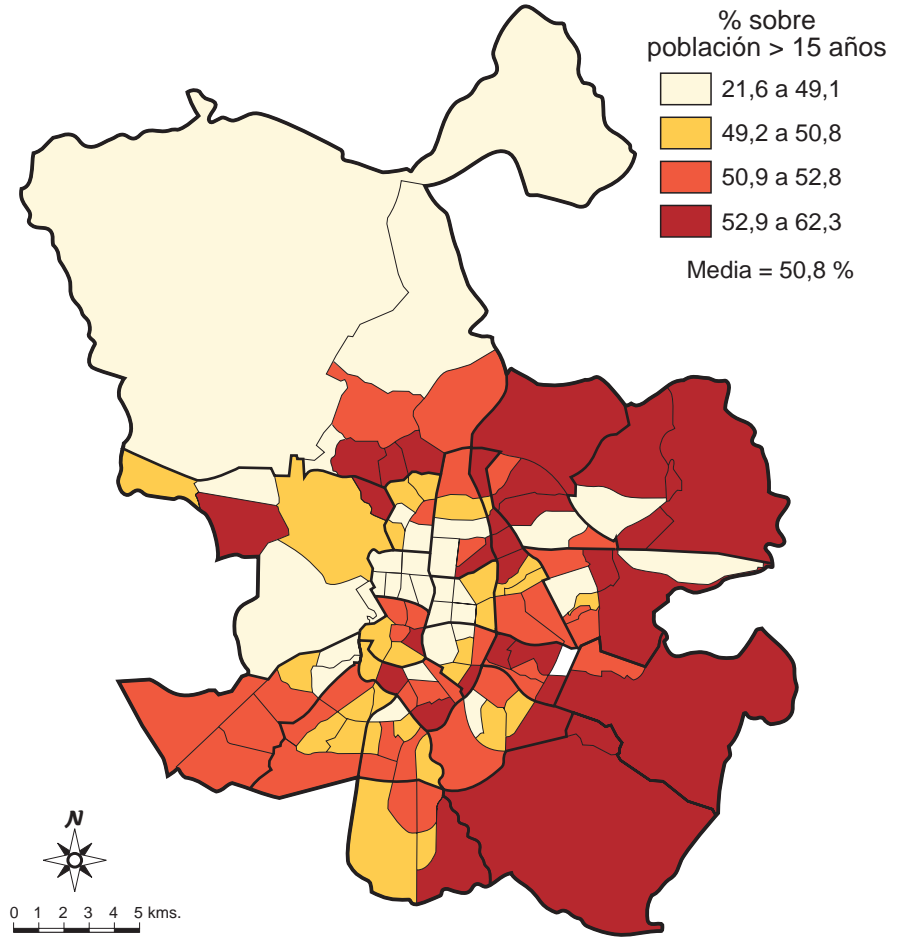 % sobre
población > 15 años
21,6 a 49,1
49,2 a 50,8
50,9 a 52,8
52,9 a 62,3
Media = 50,8 %
N
0 1 2 3 4 5 kms.